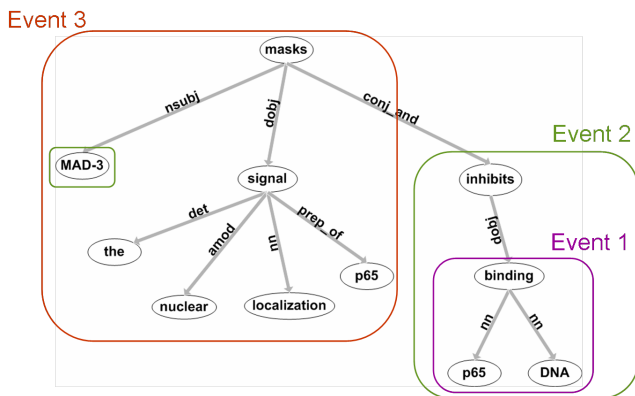 Event 3
masks
nsubj
dobj
conj_and
Event 2
MAD-3
signal
inhibits
det
amod
nn
prep_of
dobj
Event 1
the
p65
binding
nuclear
localization
nn
nn
p65
DNA